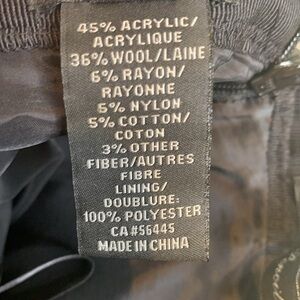 45% ACRYLIC/
ACRYLIQUE
36% WOOL/LAINE
6% RAYON/
RAYONNE
5% NYLON
5% COTTON/
COTON
3% OTHER
FIBER/AUTRES
FIBRE
LINING/
DOUBLURE:
100% POLYESTER
CA #56445
MADE IN CHINA